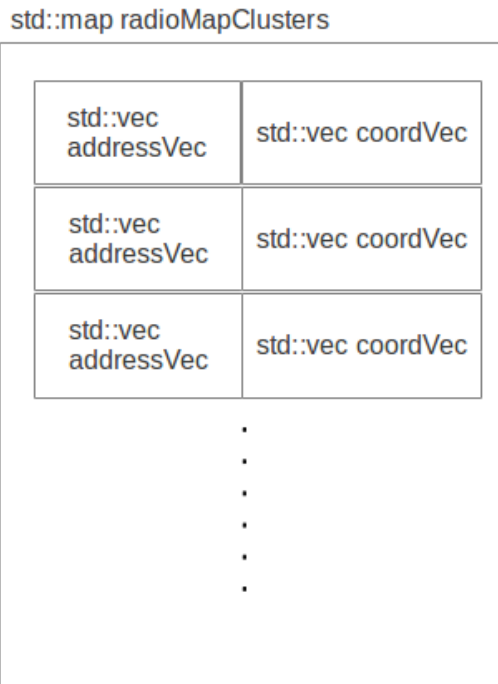 std::map radioMapClusters
std::vec
addressVec
std::vec coordVec
std::vec
addressVec
std::vec coordVec
std::vec
addressVec
std::vec coordVec
.
.
.
.
.
.